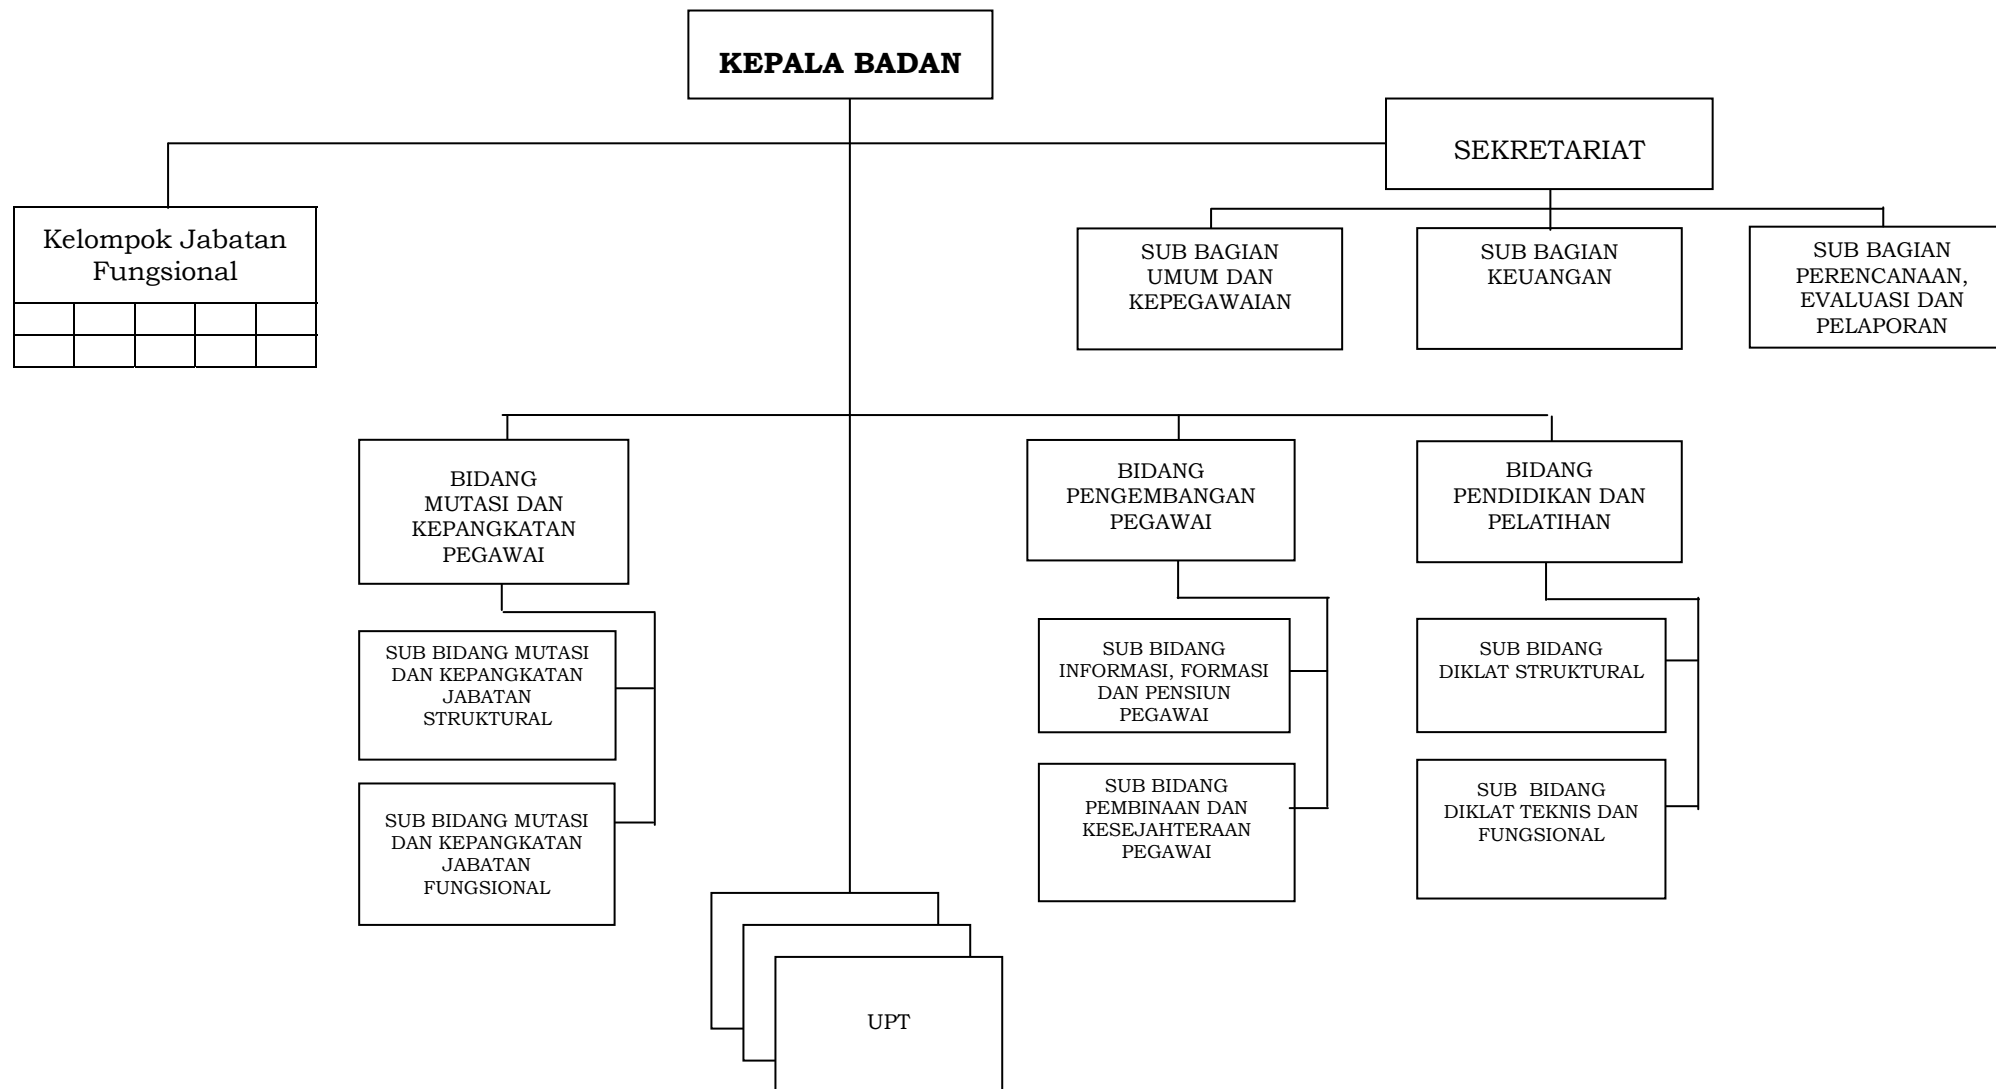 KEPALA BADAN
SEKRETARIAT
Kelompok Jabatan
Fungsional
SUB BAGIAN
UMUM DAN
KEPEGAWAIAN
SUB BAGIAN
KEUANGAN
SUB BAGIAN
PERENCANAAN,
EVALUASI DAN
PELAPORAN
BIDANG
MUTASI DAN
KEPANGKATAN
PEGAWAI
BIDANG
PENGEMBANGAN
PEGAWAI
BIDANG
PENDIDIKAN DAN
PELATIHAN
SUB BIDANG MUTASI
DAN KEPANGKATAN
JABATAN
STRUKTURAL
SUB BIDANG
INFORMASI, FORMASI
DAN PENSIUN
PEGAWAI
SUB BIDANG
DIKLAT STRUKTURAL
SUB BIDANG MUTASI
DAN KEPANGKATAN
JABATAN
FUNGSIONAL
SUB BIDANG
PEMBINAAN DAN
KESEJAHTERAAN
PEGAWAI
SUB  BIDANG
DIKLAT TEKNIS DAN
FUNGSIONAL
UPT